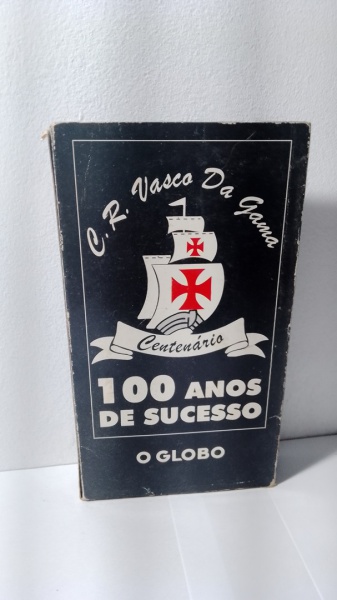 C. R. Vasco Da Gama
Centenário
100 ANOS
DE SUCESSO
O GLOBO